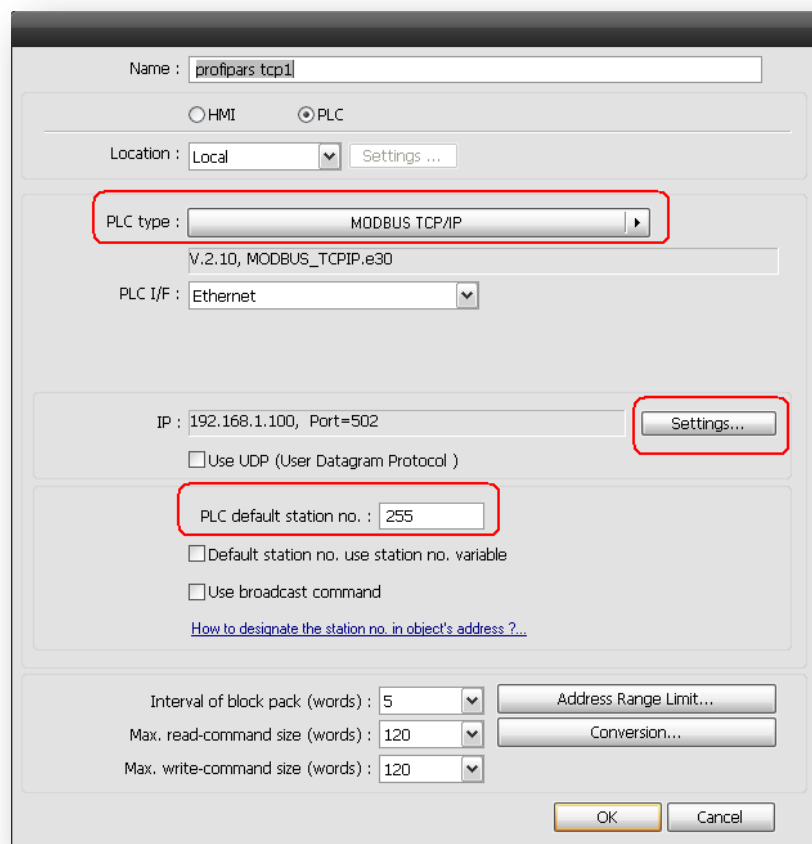 Name : profipars tcp1
HMI PLC
Location : Local Settings ...
PLC type : MODBUS TCP/IP
V.2.10, MODBUS_TCPIP.e30
PLC I/F : Ethernet
IP : 192.168.1.100, Port=502 Settings...
Use UDP (User Datagram Protocol )
PLC default station no. : 255
Default station no. use station no. variable
Use broadcast command
How to designate the station no. in object's address ?...
Interval of block pack (words) : 5 Address Range Limit...
Max. read-command size (words) : 120 Conversion...
Max. write-command size (words) : 120
OK Cancel